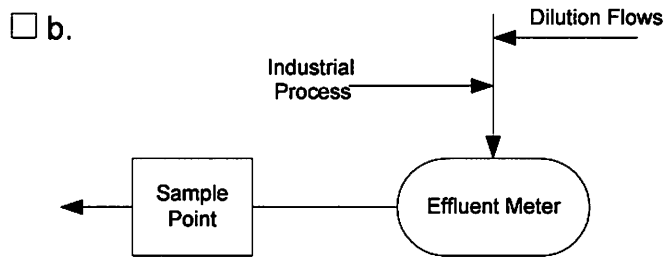 b.
Dilution Flows
Industrial
Process
Sample
Point
Effluent Meter